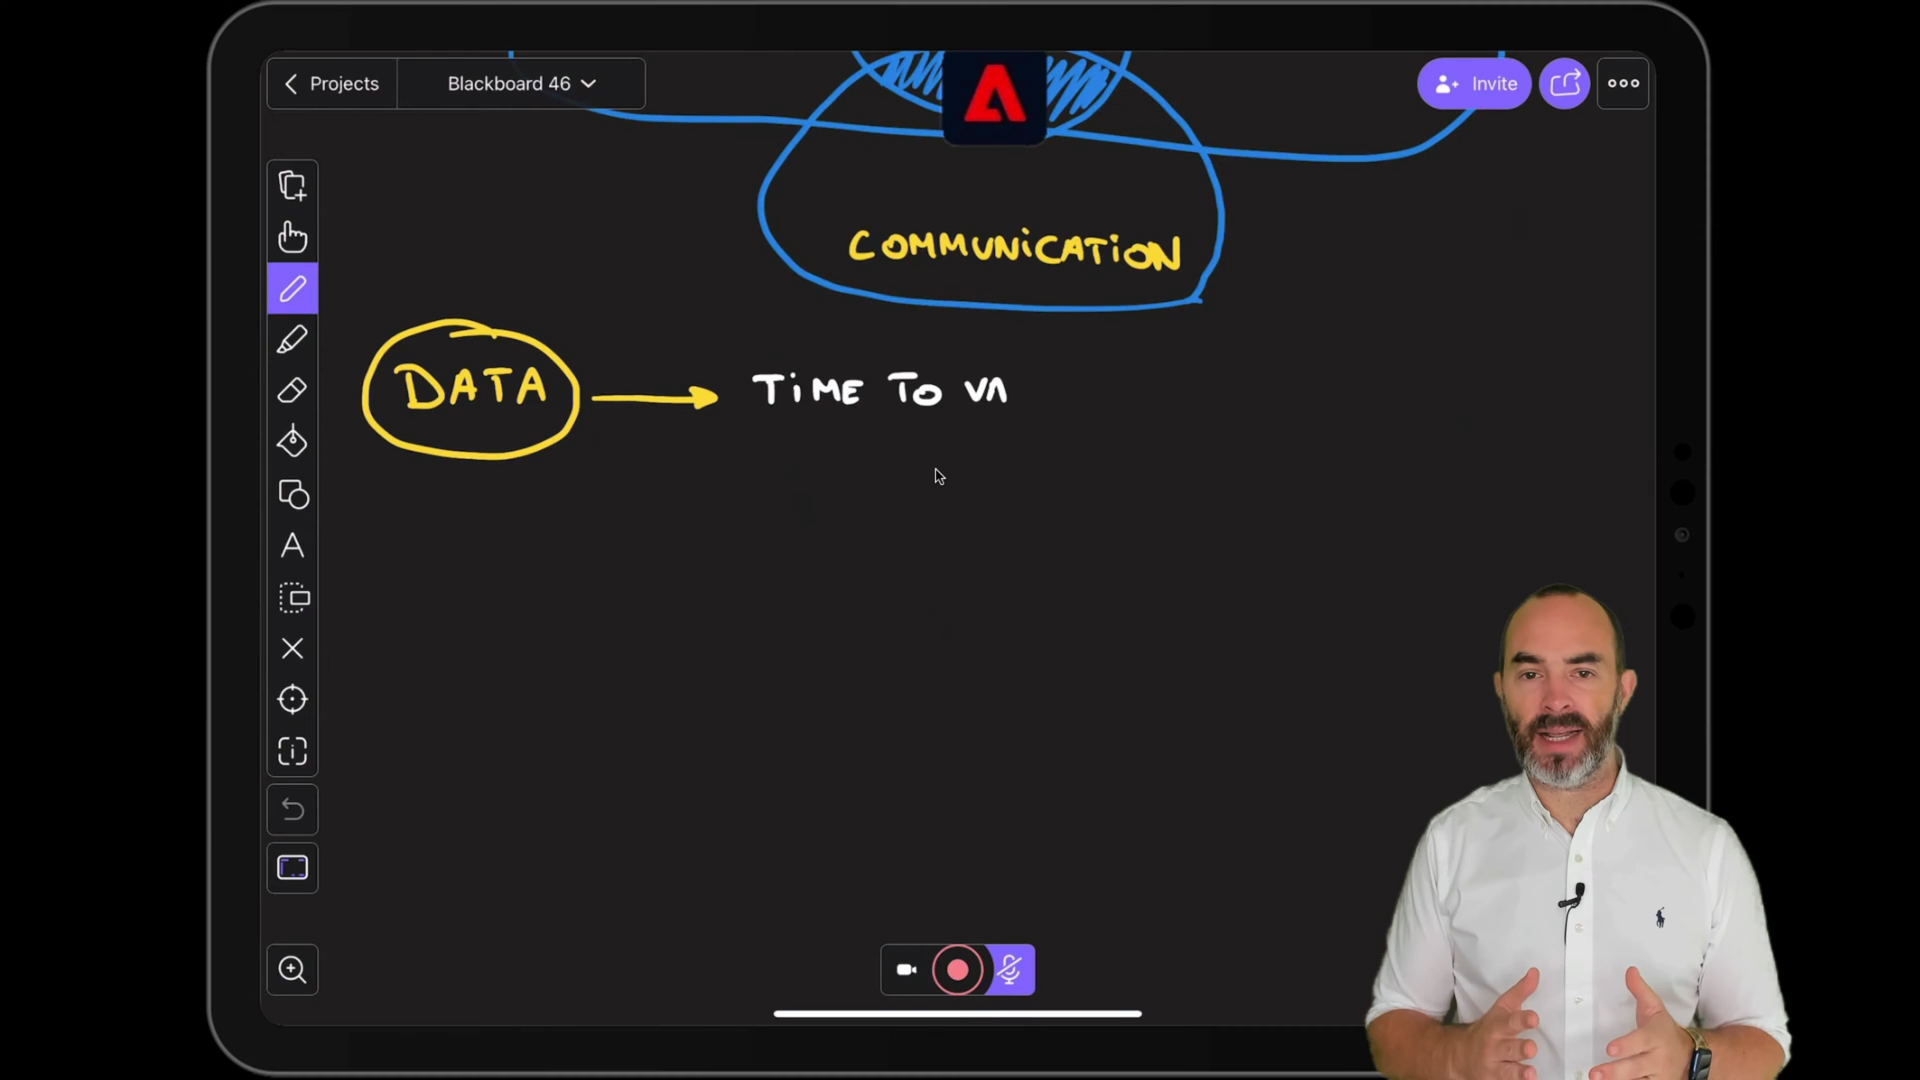 Projects
Blackboard 46
Invite
COMMUNICATION
DATA
TIME TO VA
A